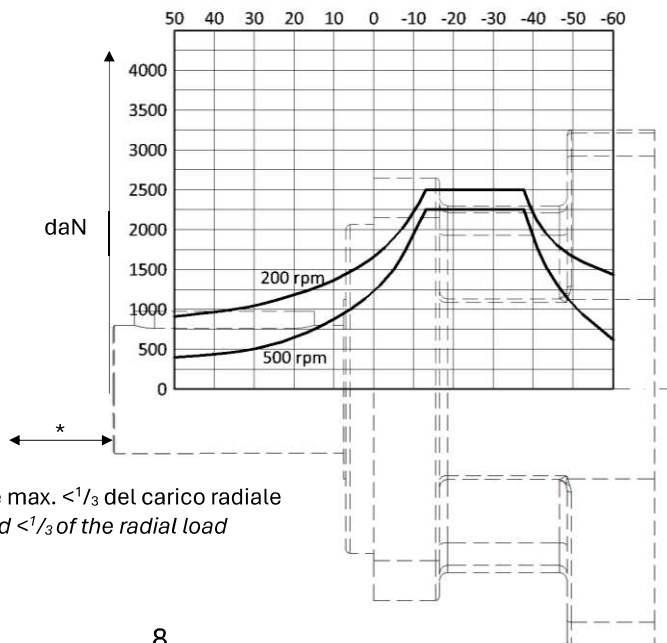 50 40 30 20 10 0 -10 -20 -30 -40 -50 -60
4000
3500
3000
2500
2000
1500
1000
500
0
daN
200 rpm
500 rpm
*
max. <1/3 del carico radiale
<1/3 of the radial load
8